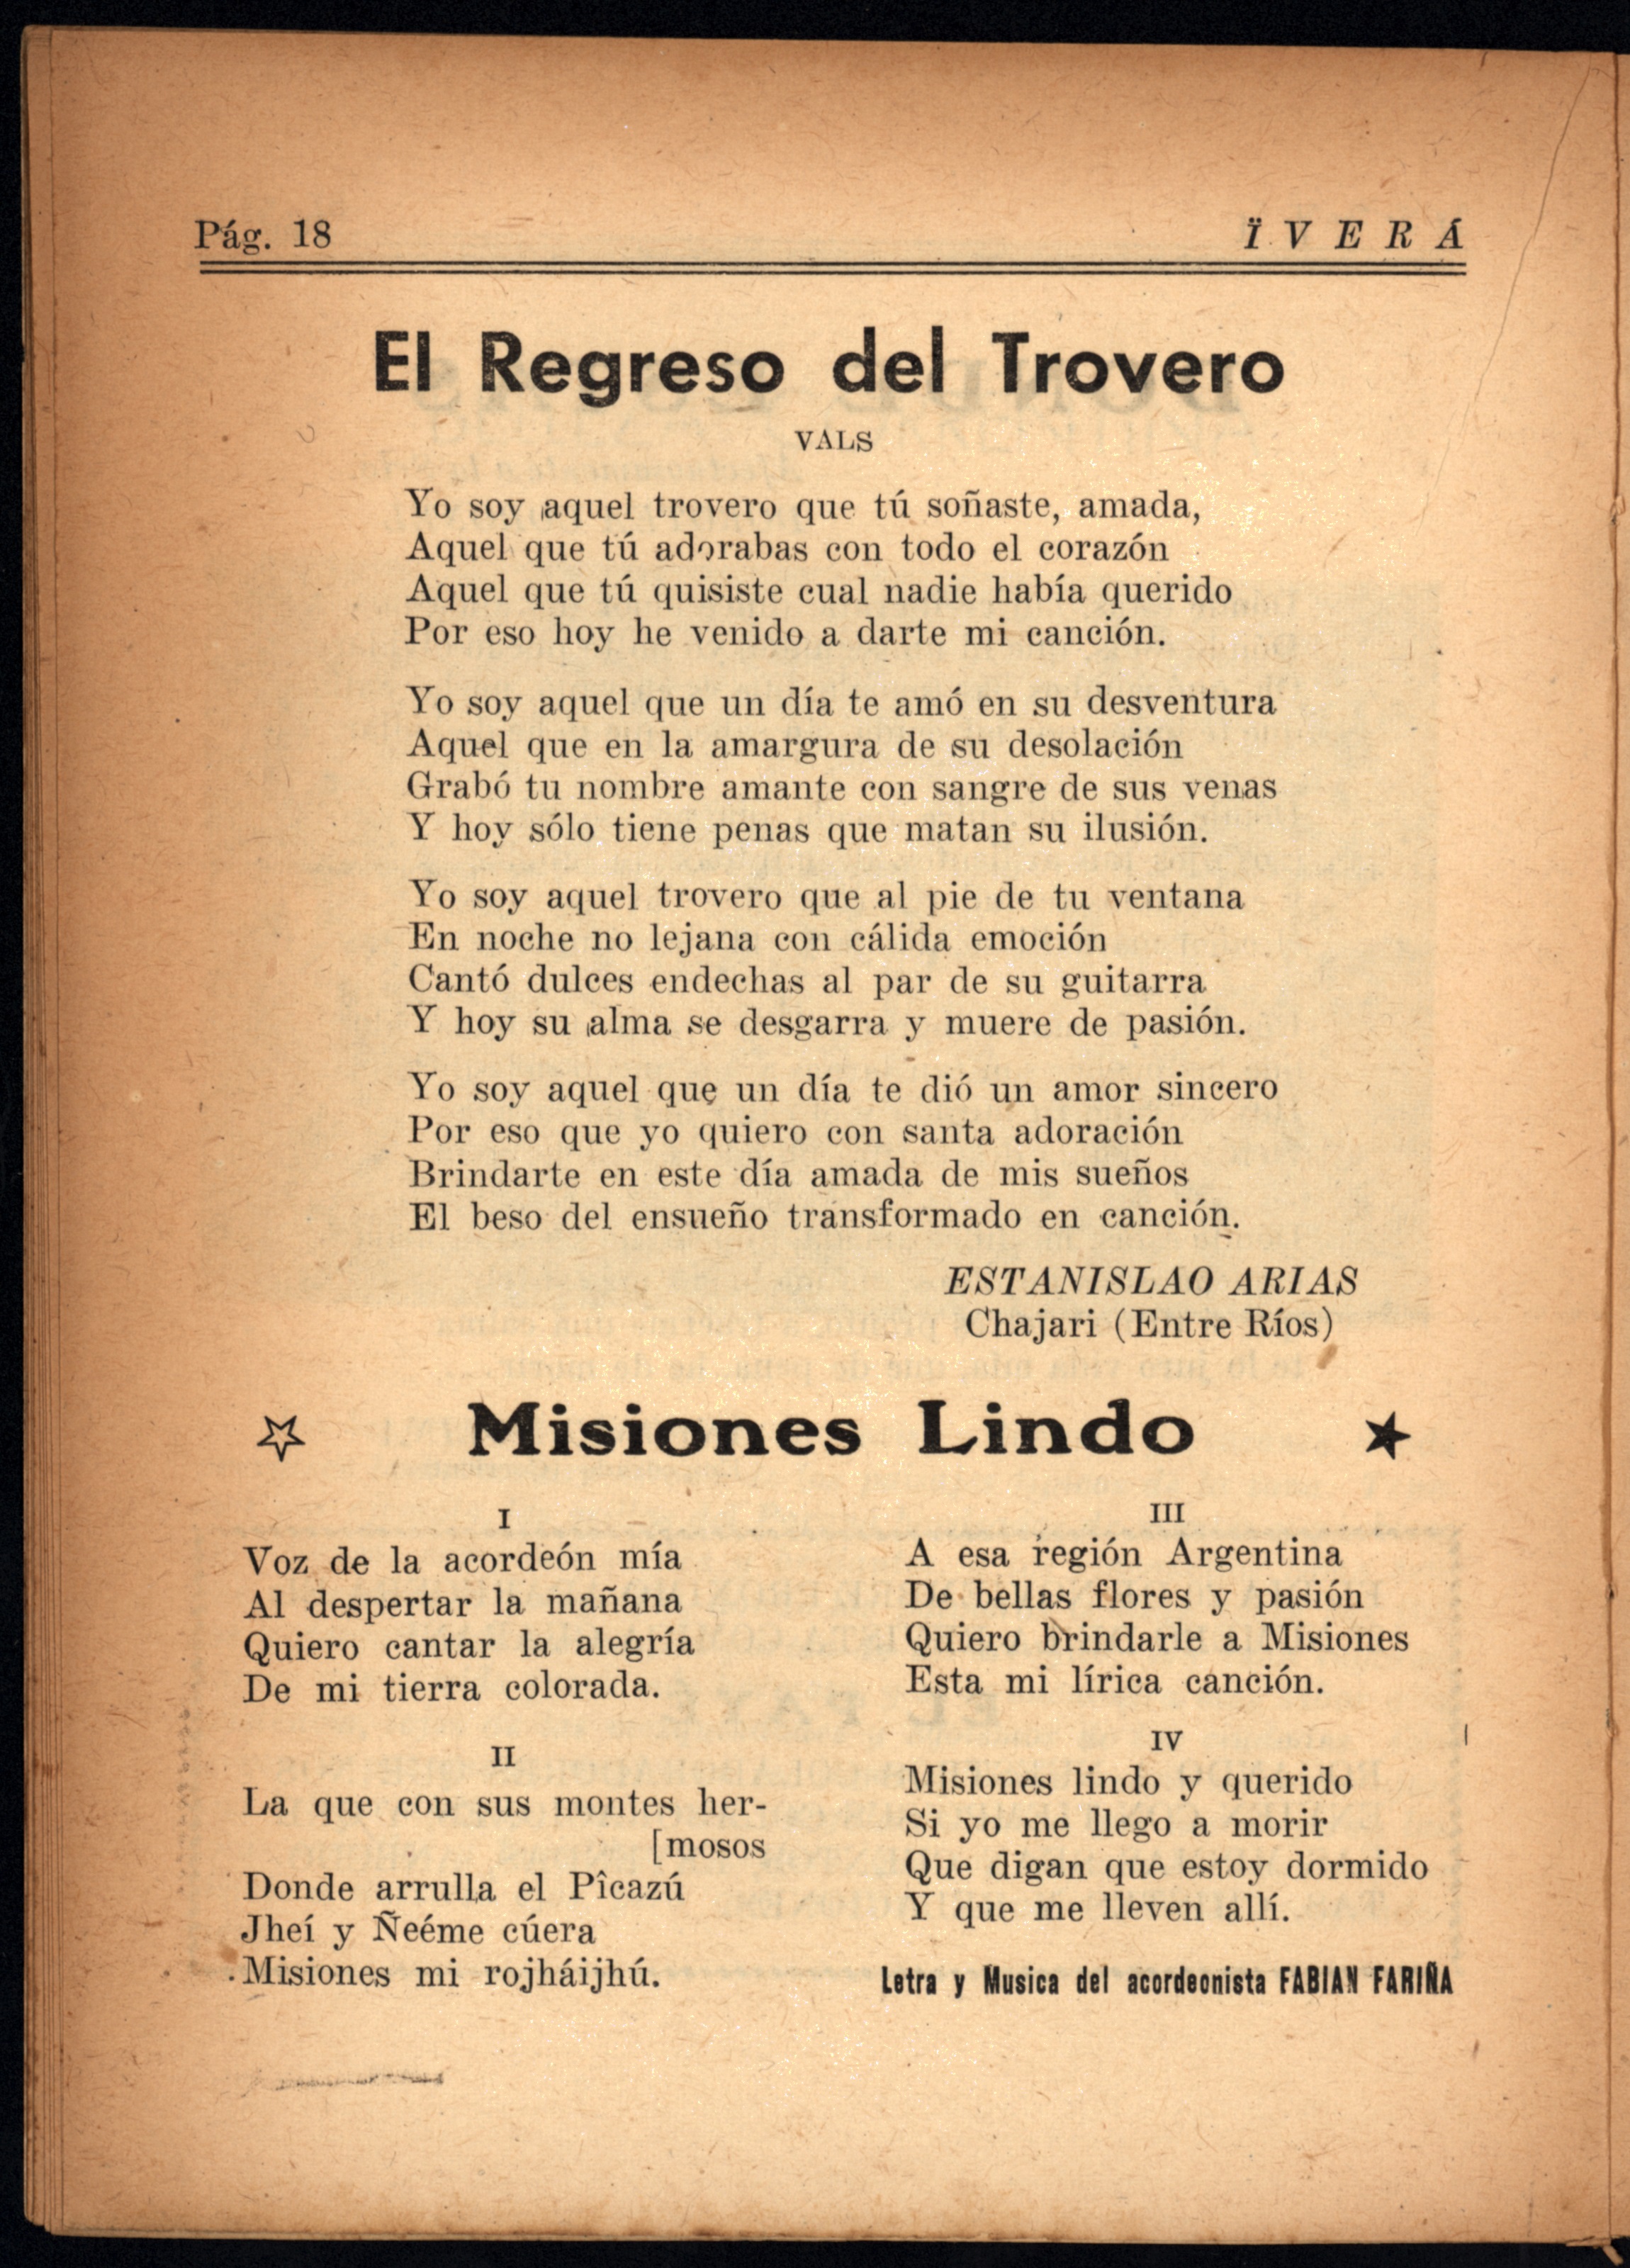 Pág. 18
Ï V E R Á
El Regreso del Trovero
VALS
Yo soy aquel trovero que tú soñaste, amada,
Aquel que tú adorabas con todo el corazón
Aquel que tú quisiste cual nadie había querido
Por eso hoy he venido a darte mi canción.
Yo soy aquel que un día te amó en su desventura
Aquel que en la amargura de su desolación
Grabó tu nombre amante con sangre de sus venas
Y hoy sólo tiene penas que matan su ilusión.
Yo soy aquel trovero que al pie de tu ventana
En noche no lejana con cálida emoción
Cantó dulces endechas al par de su guitarra
Y hoy su alma se desgarra y muere de pasión.
Yo soy aquel que un día te dió un amor sincero
Por eso que yo quiero con santa adoración
Brindarte en este día amada de mis sueños
El beso del ensueño transformado en canción.
ESTANISLAO ARIAS
Chajari (Entre Ríos)
Misiones Lindo
I
Voz de la acordeón mía
Al despertar la mañana
Quiero cantar la alegría
De mi tierra colorada.
II
La que con sus montes her-
[mosos
Donde arrulla el Pîcazú
Jheí y Ñeéme cúera
Misiones mi rojháijhú.
III
A esa región Argentina
De bellas flores y pasión
Quiero brindarle a Misiones
Esta mi lírica canción.
IV
Misiones lindo y querido
Si yo me llego a morir
Que digan que estoy dormido
Y que me lleven allí.
Letra y Musica del acordeonista FABIAN FARIÑA